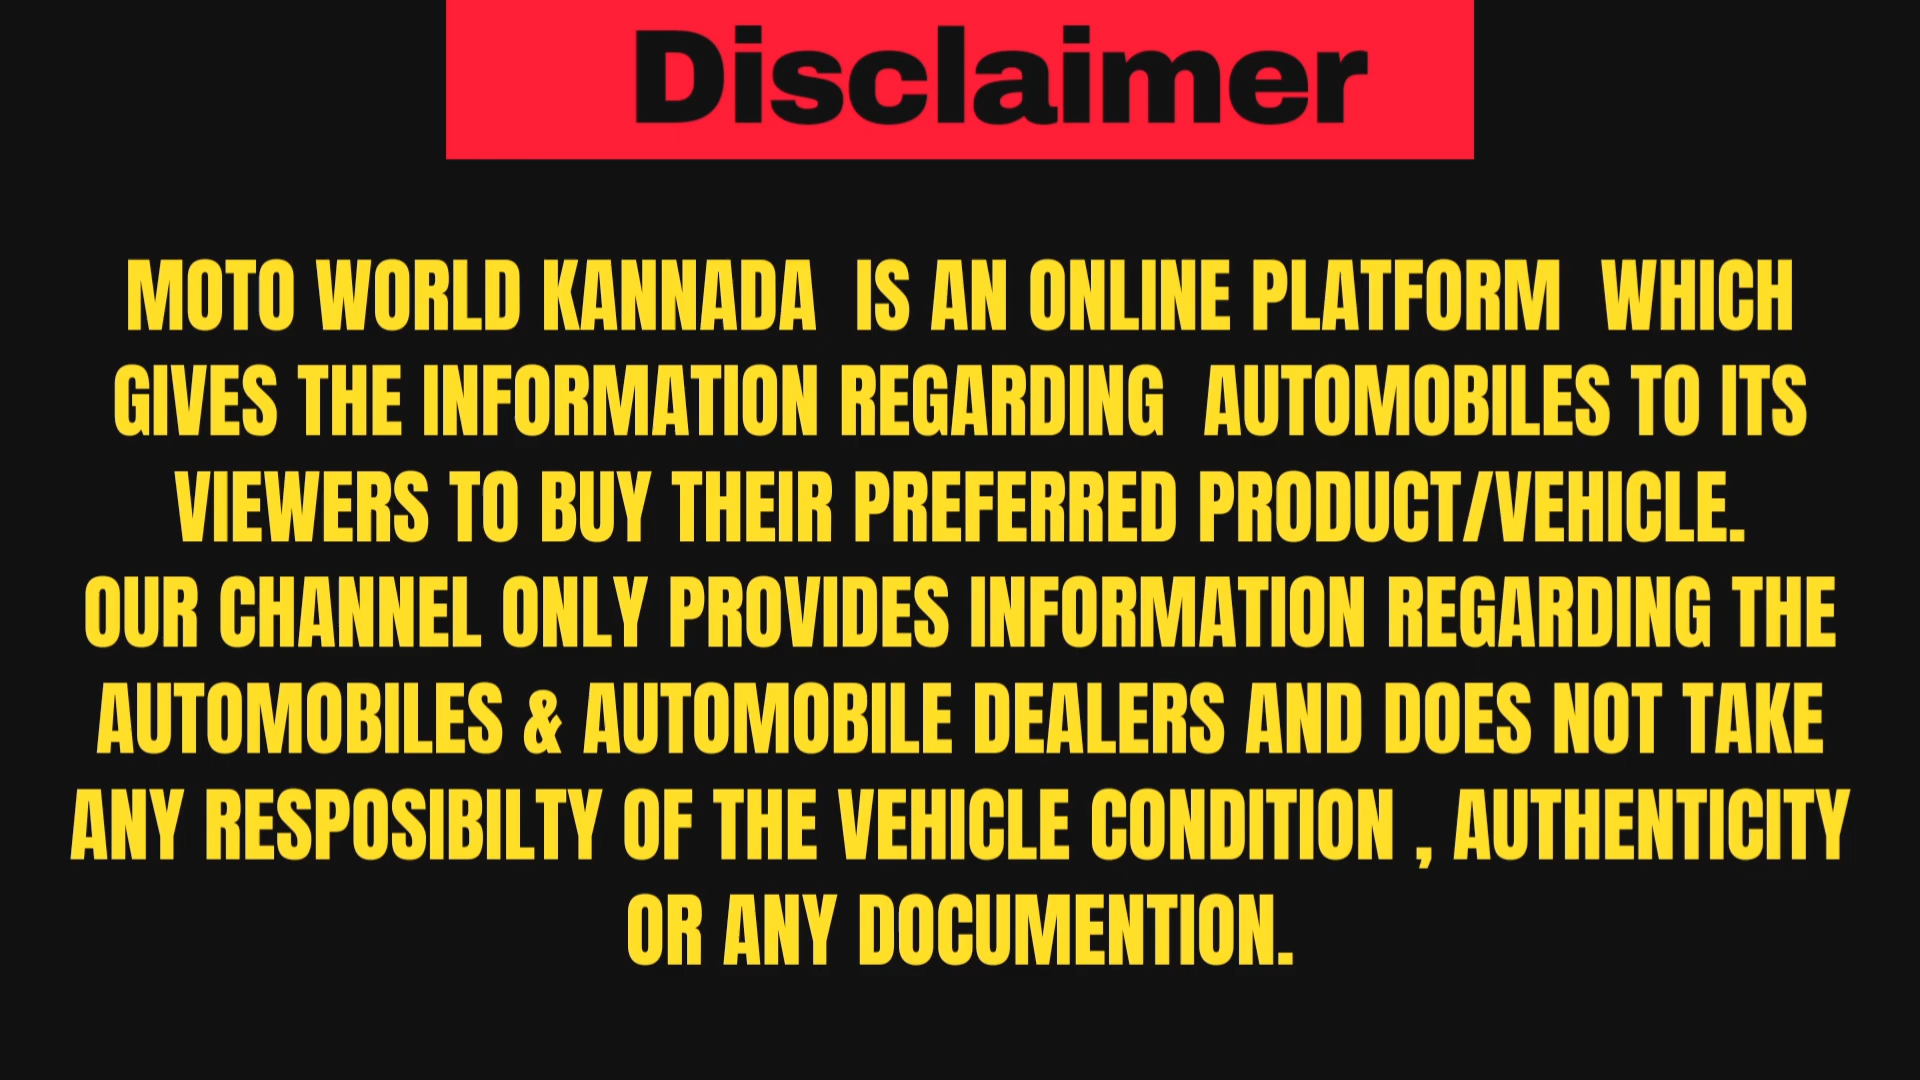 Disclaimer
MOTO WORLD KANNADA IS AN ONLINE PLATFORM WHICH
GIVES THE INFORMATION REGARDING AUTOMOBILES TO ITS
VIEWERS TO BUY THEIR PREFERRED PRODUCT/VEHICLE.
OUR CHANNEL ONLY PROVIDES INFORMATION REGARDING THE
AUTOMOBILES & AUTOMOBILE DEALERS AND DOES NOT TAKE
ANY RESPOSIBILTY OF THE VEHICLE CONDITION , AUTHENTICITY
OR ANY DOCUMENTION.